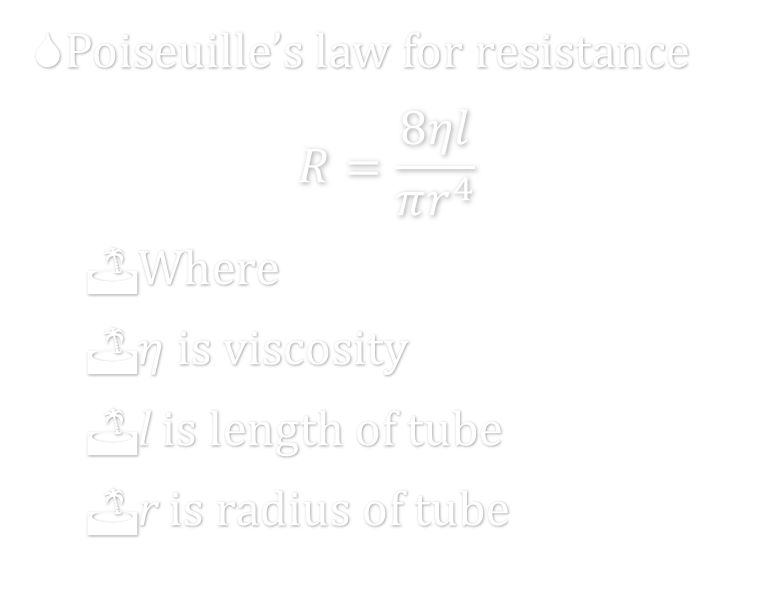 Poiseuille’s law for resistance
R = 8ηl / πr⁴
Where
η is viscosity
l is length of tube
r is radius of tube